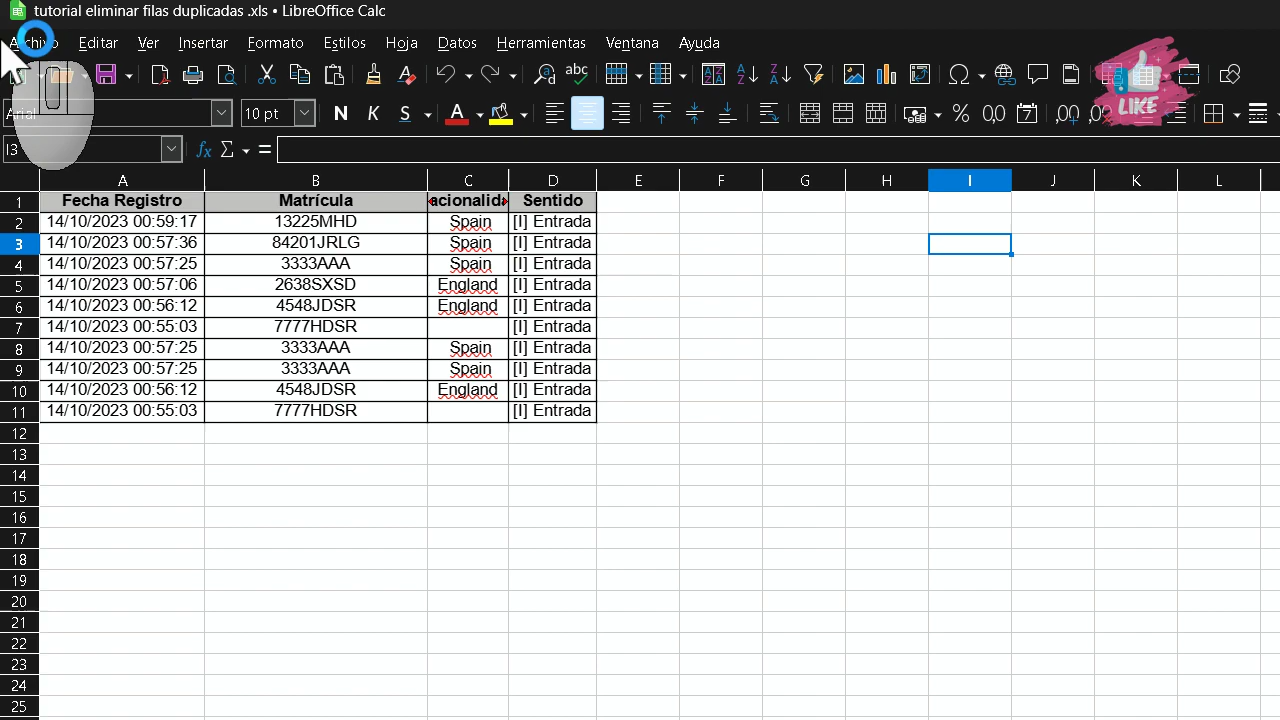 tutorial eliminar filas duplicadas .xls • LibreOffice Calc
Archivo Editar Ver Insertar Formato Estilos Hoja Datos Herramientas Ventana Ayuda
LIKE
Arial 10 pt N K S
I3
A B C D E F G H I J K L
1 Fecha Registro Matrícula acionalida Sentido
2 14/10/2023 00:59:17 13225MHD Spain [I] Entrada
3 14/10/2023 00:57:36 84201JRLG Spain [I] Entrada
4 14/10/2023 00:57:25 3333AAA Spain [I] Entrada
5 14/10/2023 00:57:06 2638SXSD England [I] Entrada
6 14/10/2023 00:56:12 4548JDSR England [I] Entrada
7 14/10/2023 00:55:03 7777HDSR [I] Entrada
8 14/10/2023 00:57:25 3333AAA Spain [I] Entrada
9 14/10/2023 00:57:25 3333AAA Spain [I] Entrada
10 14/10/2023 00:56:12 4548JDSR England [I] Entrada
11 14/10/2023 00:55:03 7777HDSR [I] Entrada
12
13
14
15
16
17
18
19
20
21
22
23
24
25